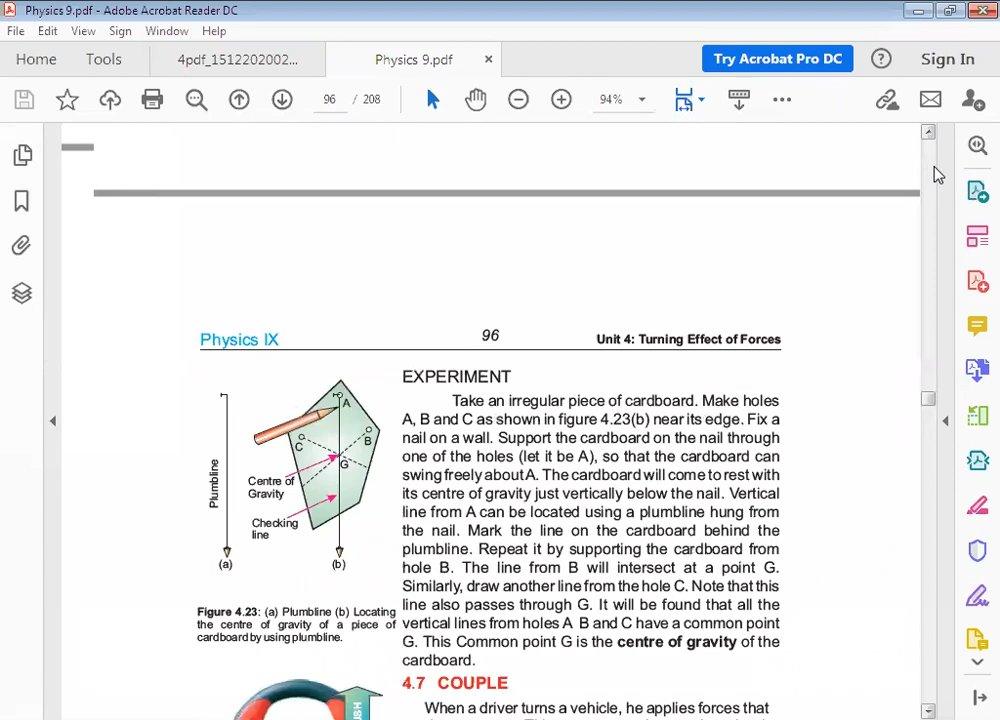 Physics 9.pdf - Adobe Acrobat Reader DC
File Edit View Sign Window Help
Home Tools 4pdf_1512202002... Physics 9.pdf × Try Acrobat Pro DC ? Sign In
96 / 208 94%
Physics IX 96 Unit 4: Turning Effect of Forces
EXPERIMENT
Take an irregular piece of cardboard. Make holes
A, B and C as shown in figure 4.23(b) near its edge. Fix a
nail on a wall. Support the cardboard on the nail through
one of the holes (let it be A), so that the cardboard can
swing freely about A. The cardboard will come to rest with
its centre of gravity just vertically below the nail. Vertical
line from A can be located using a plumbline hung from
the nail. Mark the line on the cardboard behind the
plumbline. Repeat it by supporting the cardboard from
hole B. The line from B will intersect at a point G.
Similarly, draw another line from the hole C. Note that this
line also passes through G. It will be found that all the
vertical lines from holes A B and C have a common point
G. This Common point G is the centre of gravity of the
cardboard.
A
B
C
G
Plumbline
Centre of
Gravity
Checking
line
(a) (b)
Figure 4.23: (a) Plumbline (b) Locating
the centre of gravity of a piece of
cardboard by using plumbline.
4.7 COUPLE
When a driver turns a vehicle, he applies forces that